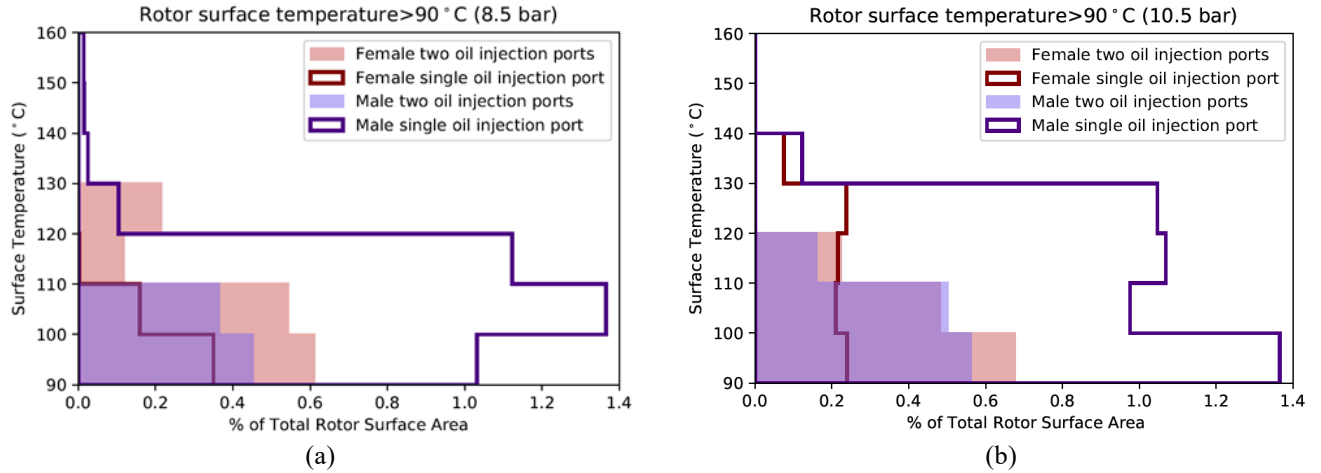 Rotor surface temperature>90°C (8.5 bar)
160
150
140
130
120
110
100
90
Surface Temperature (°C)
Female two oil injection ports
Female single oil injection port
Male two oil injection ports
Male single oil injection port
0.0 0.2 0.4 0.6 0.8 1.0 1.2 1.4
% of Total Rotor Surface Area
(a)
Rotor surface temperature>90°C (10.5 bar)
160
150
140
130
120
110
100
90
Surface Temperature (°C)
Female two oil injection ports
Female single oil injection port
Male two oil injection ports
Male single oil injection port
0.0 0.2 0.4 0.6 0.8 1.0 1.2 1.4
% of Total Rotor Surface Area
(b)